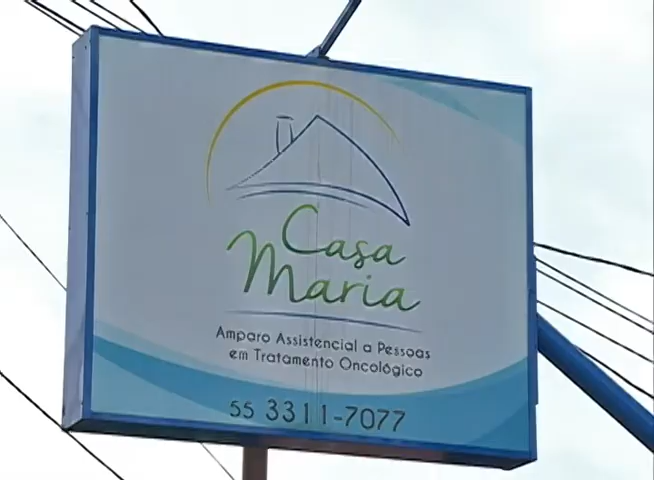 Casa
Maria
Amparo Assistencial a Pessoas
em Tratamento Oncológico
55 3311-7077